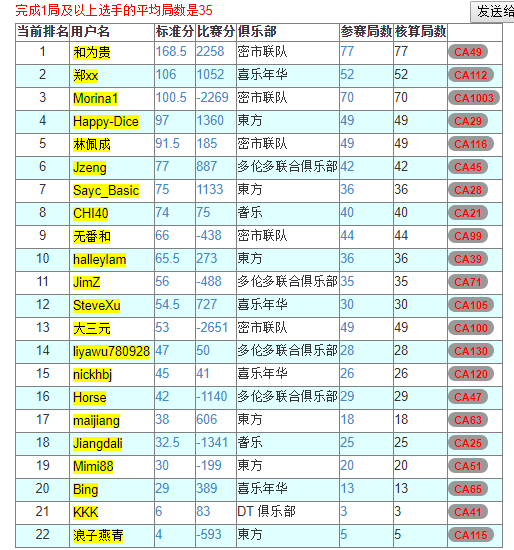 完成1局及以上选手的平均局数是35
发送给
当前排名 用户名 标准分 比赛分 俱乐部 参赛局数 核算局数
1 和为贵 168.5 2258 密市联队 77 77 CA49
2 郑xx 106 1052 喜乐年华 52 52 CA112
3 Morina1 100.5 -2269 密市联队 70 70 CA1003
4 Happy-Dice 97 1360 東方 49 49 CA29
5 林佩成 91.5 185 密市联队 49 49 CA116
6 Jzeng 77 887 多伦多联合俱乐部 42 42 CA45
7 Sayc_Basic 75 1133 東方 36 36 CA28
8 CHI40 74 75 耆乐 40 40 CA21
9 无番和 66 -438 密市联队 44 44 CA99
10 halleylam 65.5 273 東方 36 36 CA39
11 JimZ 56 -488 多伦多联合俱乐部 35 35 CA71
12 SteveXu 54.5 727 喜乐年华 30 30 CA105
13 大三元 53 -2651 密市联队 49 49 CA100
14 liyawu780928 47 50 多伦多联合俱乐部 28 28 CA130
15 nickhbj 45 41 喜乐年华 26 26 CA120
16 Horse 42 -1140 多伦多联合俱乐部 29 29 CA47
17 maijiang 38 606 東方 18 18 CA63
18 Jiangdali 32.5 -1341 耆乐 25 25 CA25
19 Mimi88 30 -199 東方 20 20 CA51
20 Bing 29 389 喜乐年华 13 13 CA65
21 KKK 6 83 DT 俱乐部 3 3 CA41
22 浪子燕青 4 -593 東方 5 5 CA115